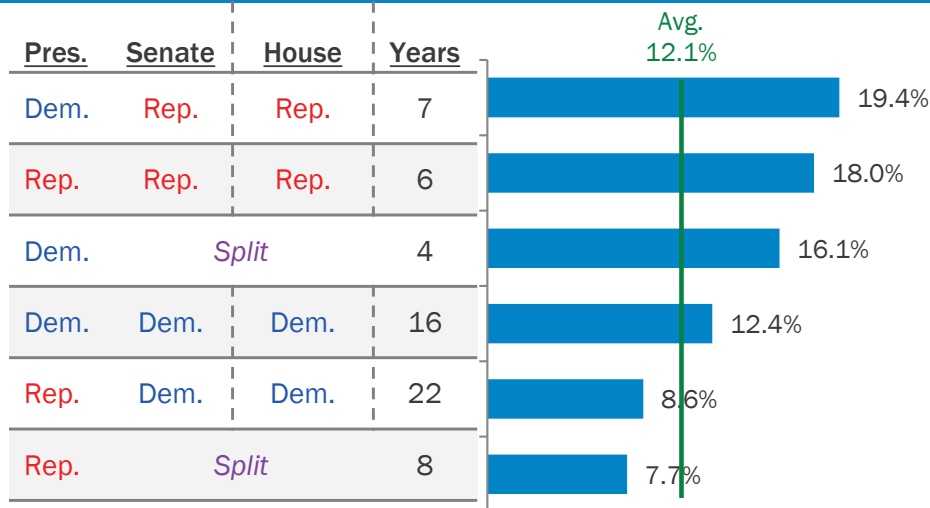 Avg.
12.1%
Pres. Senate House Years
Dem. Rep. Rep. 7 19.4%
Rep. Rep. Rep. 6 18.0%
Dem. Split 4 16.1%
Dem. Dem. Dem. 16 12.4%
Rep. Dem. Dem. 22 8.6%
Rep. Split 8 7.7%